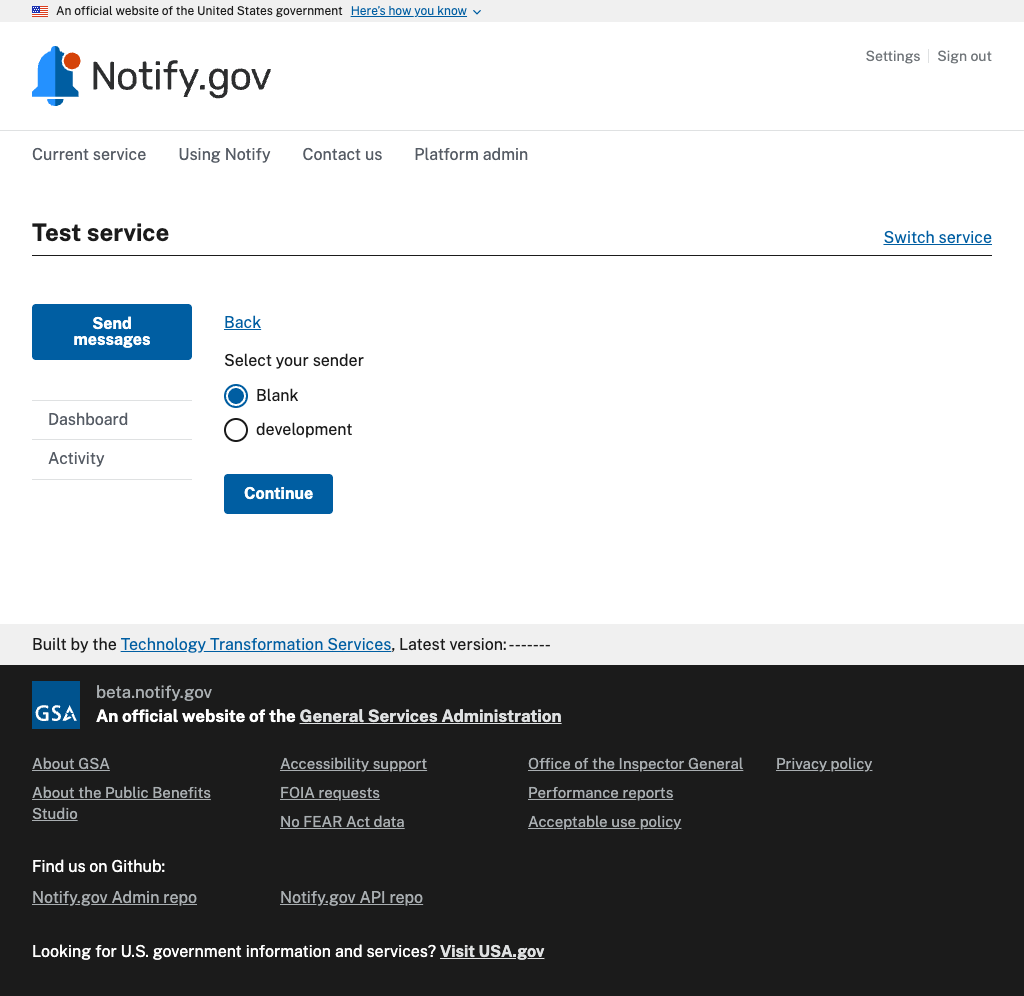 An official website of the United States government Here's how you know
Notify.gov
Settings Sign out
Current service Using Notify Contact us Platform admin
Test service
Switch service
Send
messages
Dashboard
Activity
Back
Select your sender
Blank
development
Continue
Built by the Technology Transformation Services, Latest version:-------
GSA
beta.notify.gov
An official website of the General Services Administration
About GSA
About the Public Benefits
Studio
Accessibility support
FOIA requests
No FEAR Act data
Office of the Inspector General
Performance reports
Acceptable use policy
Privacy policy
Find us on Github:
Notify.gov Admin repo Notify.gov API repo
Looking for U.S. government information and services? Visit USA.gov